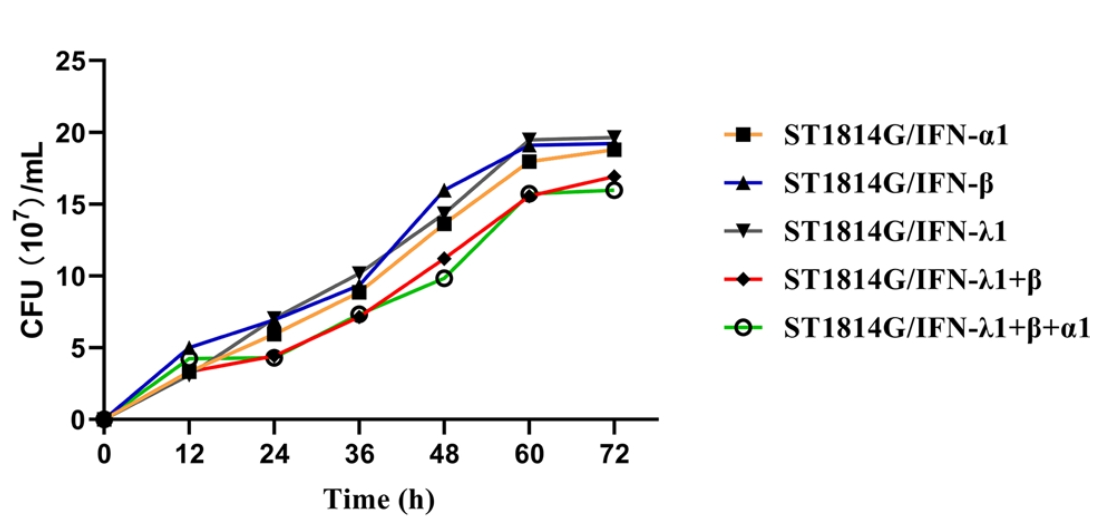 25
20
15
10
5
0
CFU（10⁷）/mL
0 12 24 36 48 60 72
Time (h)
ST1814G/IFN-α1
ST1814G/IFN-β
ST1814G/IFN-λ1
ST1814G/IFN-λ1+β
ST1814G/IFN-λ1+β+α1